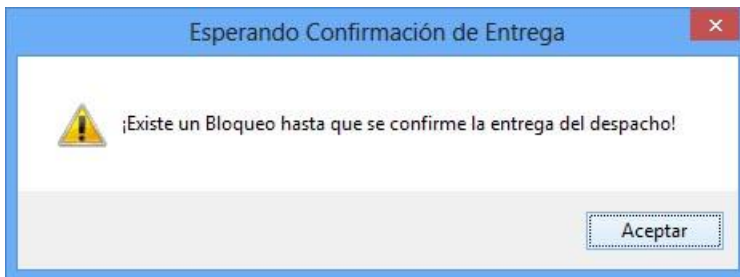 Esperando Confirmación de Entrega
¡Existe un Bloqueo hasta que se confirme la entrega del despacho!
Aceptar